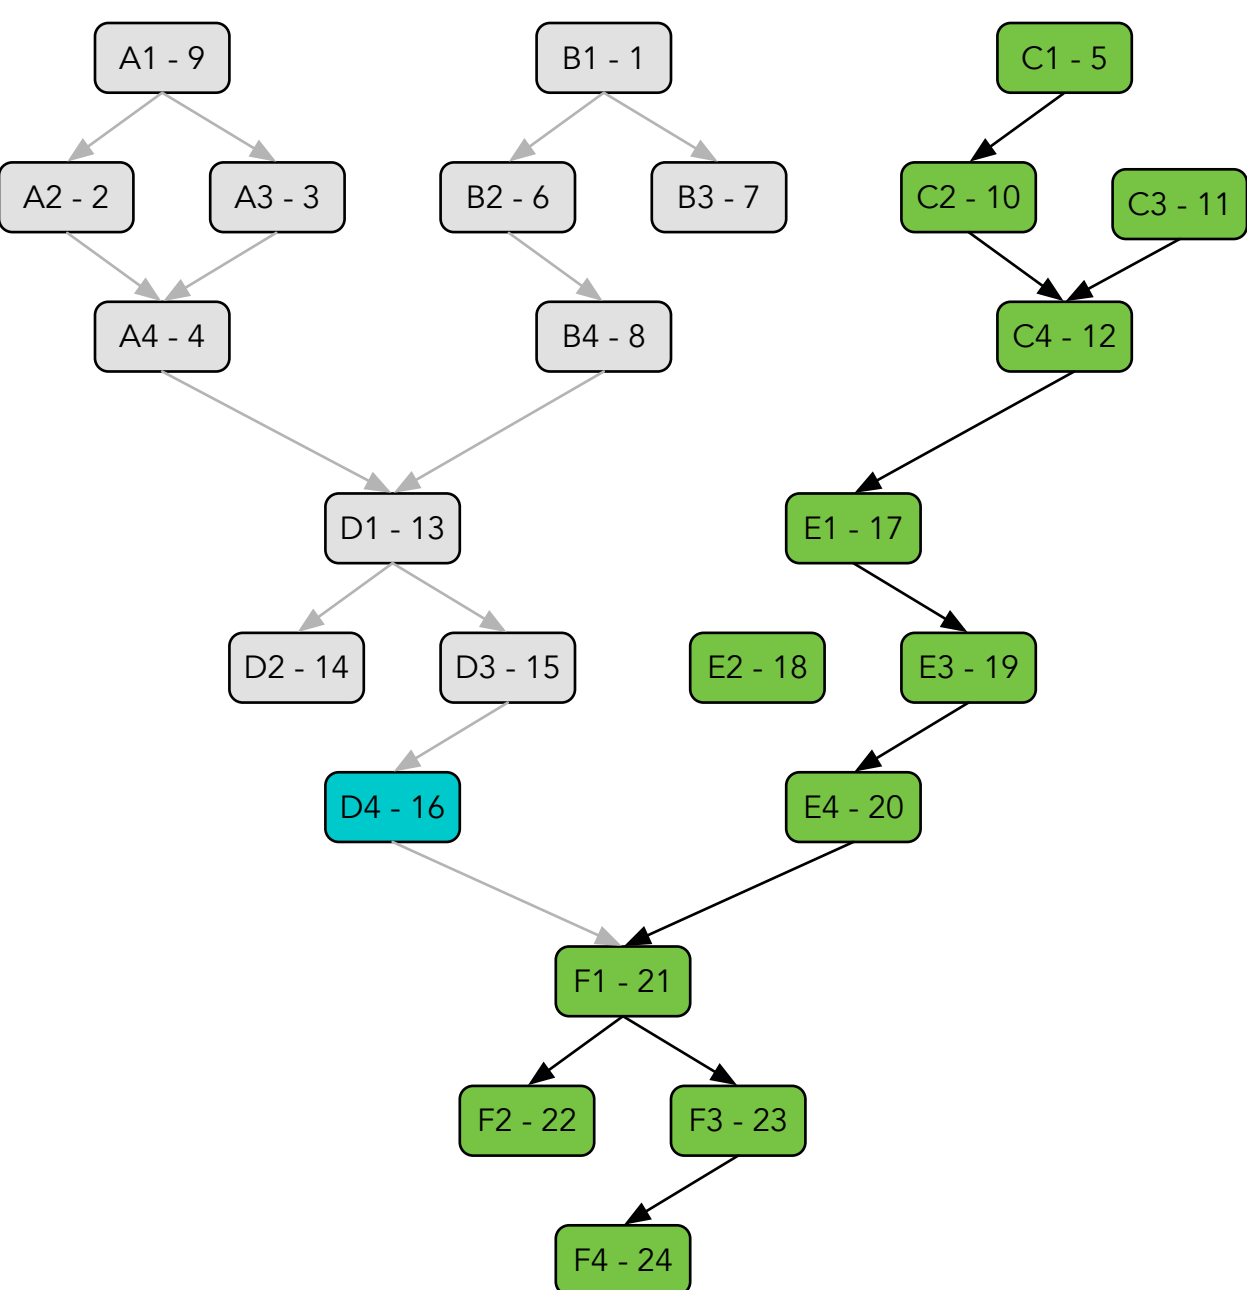 A1 - 9
B1 - 1
C1 - 5
A2 - 2
A3 - 3
B2 - 6
B3 - 7
C2 - 10
C3 - 11
A4 - 4
B4 - 8
C4 - 12
D1 - 13
E1 - 17
D2 - 14
D3 - 15
E2 - 18
E3 - 19
D4 - 16
E4 - 20
F1 - 21
F2 - 22
F3 - 23
F4 - 24